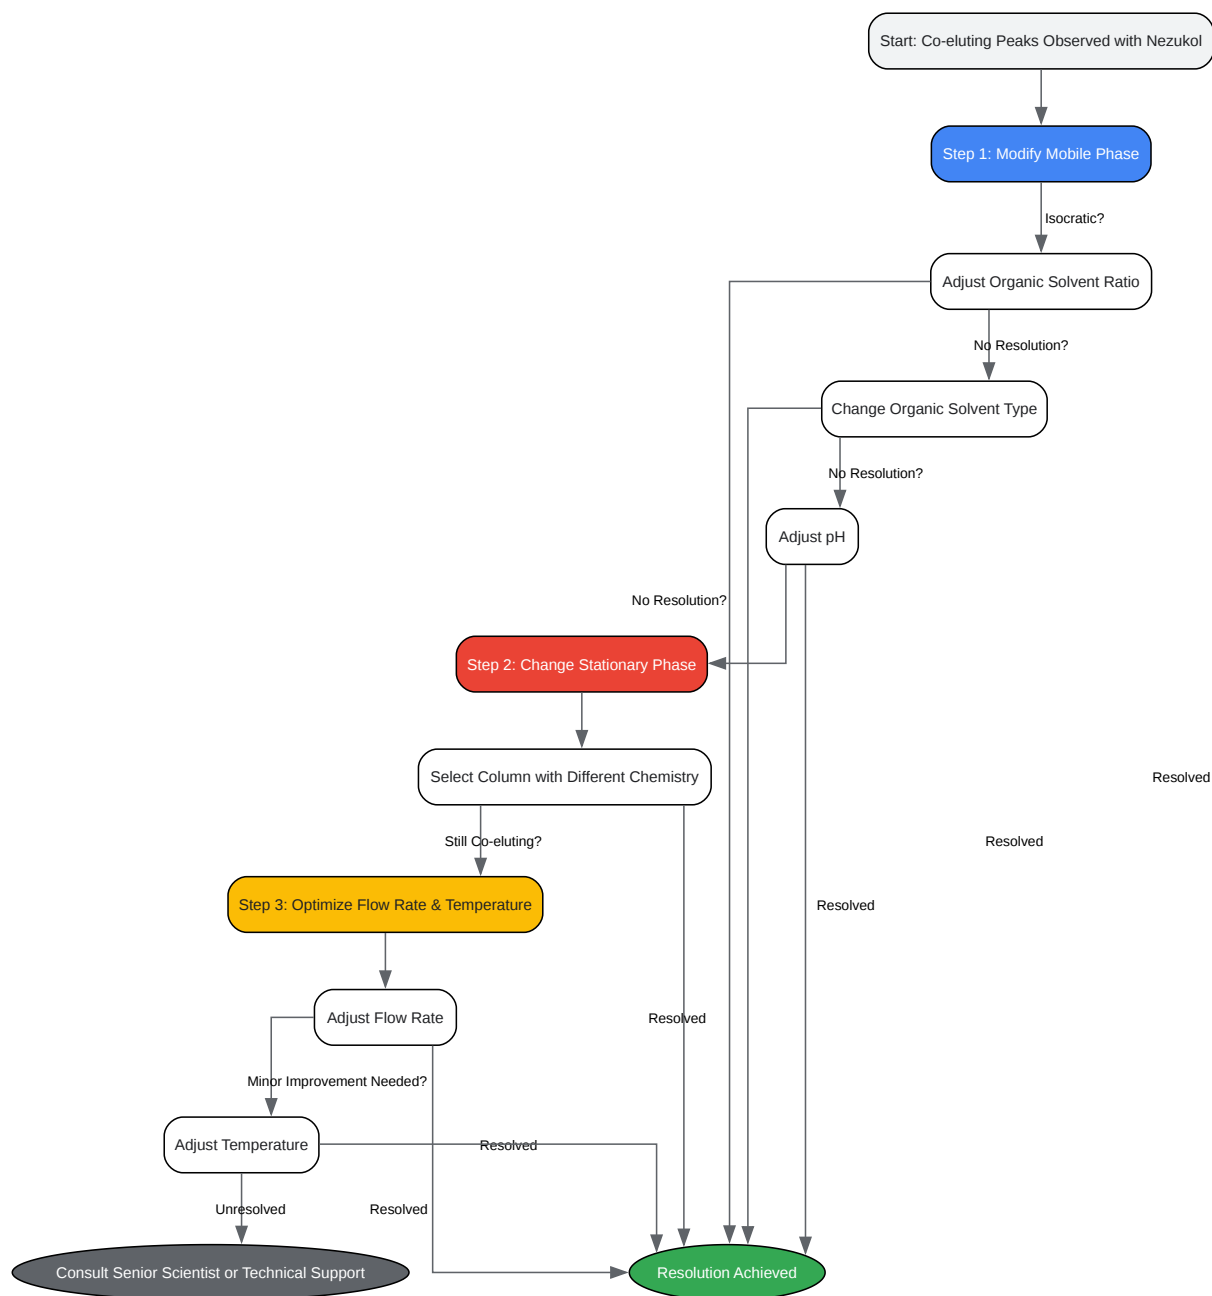 Start: Co-eluting Peaks Observed with Nezukol
Step 1: Modify Mobile Phase
Isocratic?
Adjust Organic Solvent Ratio
No Resolution?
Change Organic Solvent Type
No Resolution?
Adjust pH
No Resolution?
Step 2: Change Stationary Phase
Select Column with Different Chemistry
Resolved
Still Co-eluting?
Resolved
Step 3: Optimize Flow Rate & Temperature
Resolved
Adjust Flow Rate
Resolved
Minor Improvement Needed?
Adjust Temperature
Resolved
Unresolved
Resolved
Consult Senior Scientist or Technical Support
Resolution Achieved